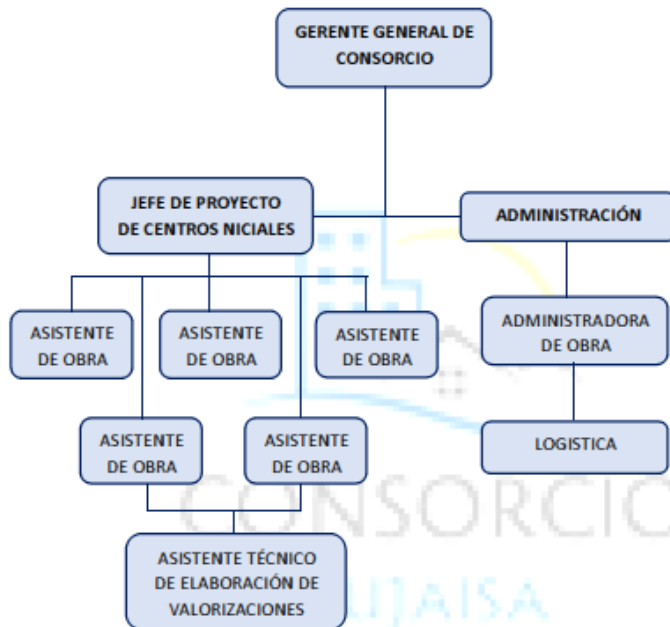 GERENTE GENERAL DE
CONSORCIO
JEFE DE PROYECTO
DE CENTROS NICIALES
ADMINISTRACIÓN
ASISTENTE
DE OBRA
ASISTENTE
DE OBRA
ASISTENTE
DE OBRA
ADMINISTRADORA
DE OBRA
ASISTENTE
DE OBRA
ASISTENTE
DE OBRA
LOGISTICA
CONSORCIO
ASISTENTE TÉCNICO
DE ELABORACIÓN DE
VALORIZACIONES